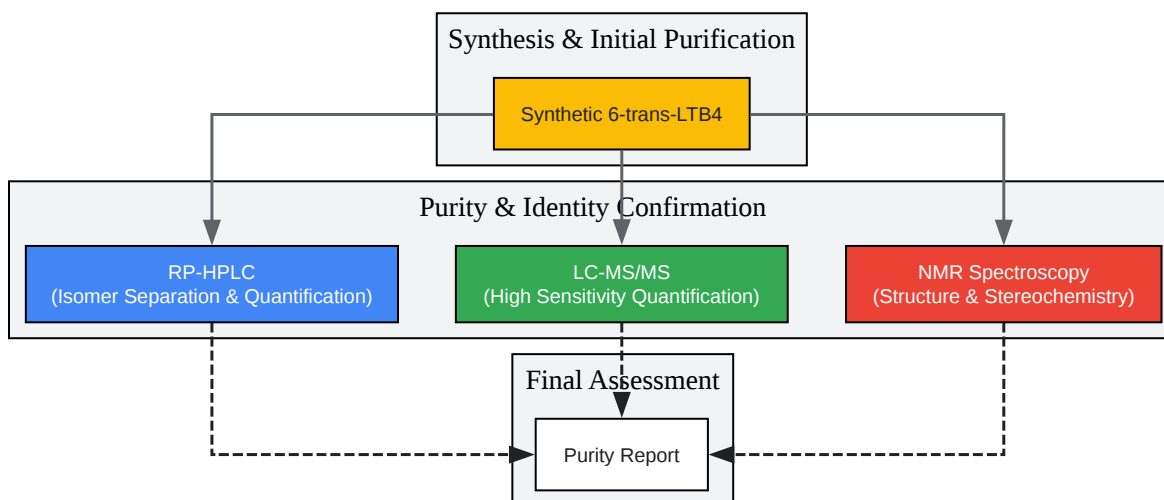 Synthesis & Initial Purification
Synthetic 6-trans-LTB4
Purity & Identity Confirmation
RP-HPLC
(Isomer Separation & Quantification)
LC-MS/MS
(High Sensitivity Quantification)
NMR Spectroscopy
(Structure & Stereochemistry)
Final Assessment
Purity Report